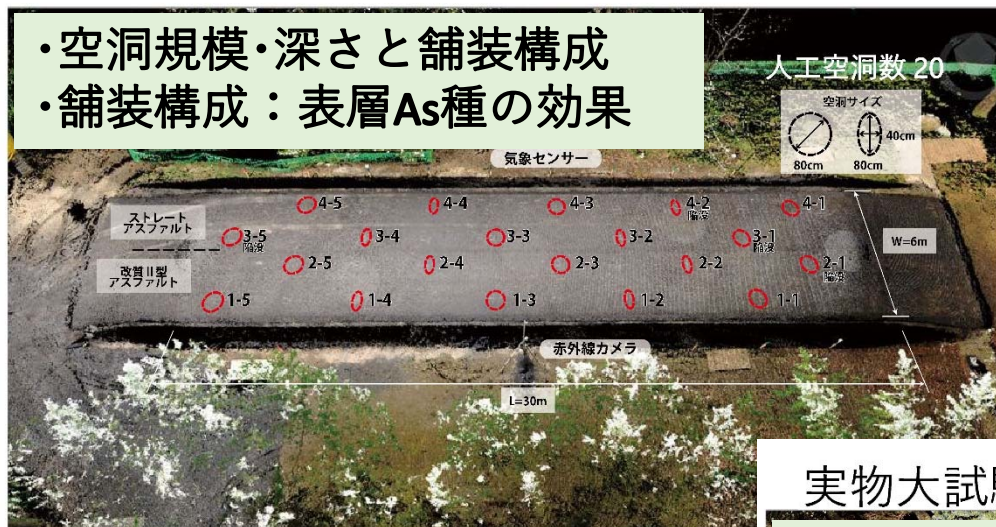 ・空洞規模・深さと舗装構成
・舗装構成：表層As種の効果
人工空洞数 20
空洞サイズ
40cm
80cm 80cm
気象センサー
ストレート
アスファルト
改質Ⅱ型
アスファルト
4-5 4-4 4-3 4-2 4-1
陥没
3-5 3-4 3-3 3-2 3-1
陥没 陥没
2-5 2-4 2-3 2-2 2-1
陥没
1-5 1-4 1-3 1-2 1-1
W=6m
赤外線カメラ
L=30m
実物大試